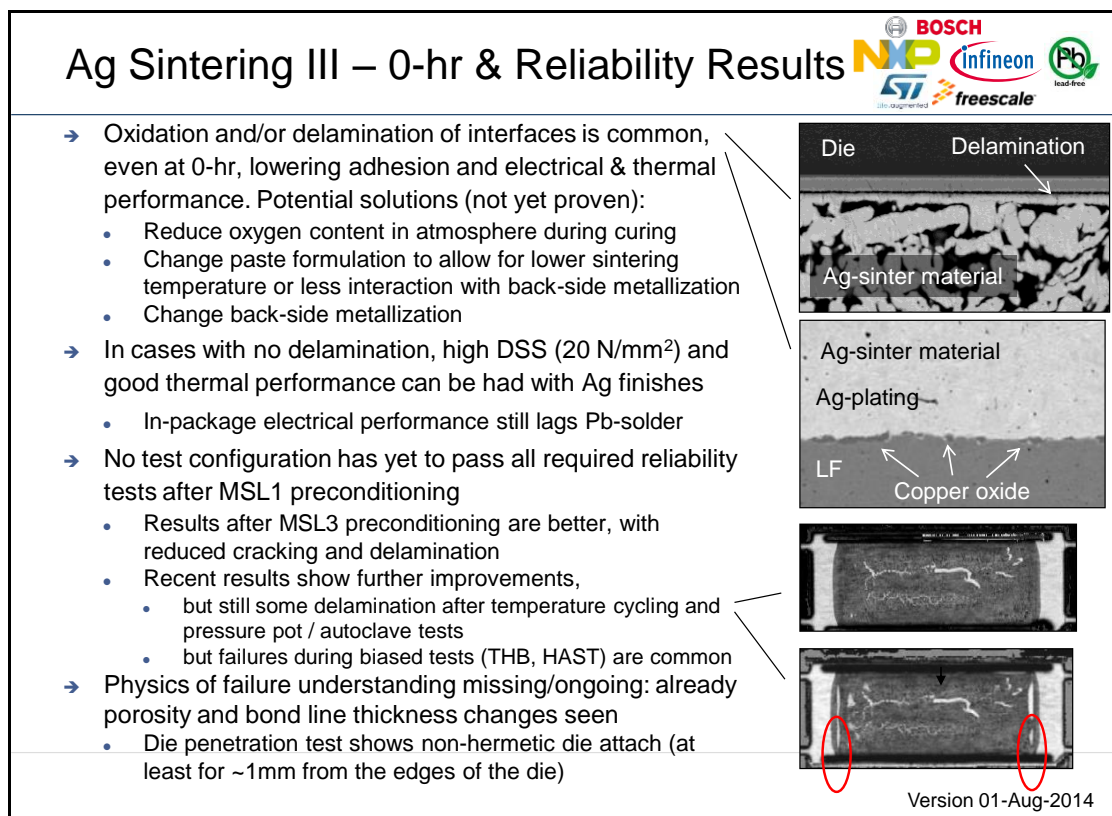 Ag Sintering III – 0-hr & Reliability Results
BOSCH
NXP
infineon
Pb
lead-free
ST
life.augmented
freescale
Oxidation and/or delamination of interfaces is common,
even at 0-hr, lowering adhesion and electrical & thermal
performance. Potential solutions (not yet proven):
Reduce oxygen content in atmosphere during curing
Change paste formulation to allow for lower sintering
temperature or less interaction with back-side metallization
Change back-side metallization
In cases with no delamination, high DSS (20 N/mm²) and
good thermal performance can be had with Ag finishes
In-package electrical performance still lags Pb-solder
No test configuration has yet to pass all required reliability
tests after MSL1 preconditioning
Results after MSL3 preconditioning are better, with
reduced cracking and delamination
Recent results show further improvements,
but still some delamination after temperature cycling and
pressure pot / autoclave tests
but failures during biased tests (THB, HAST) are common
Physics of failure understanding missing/ongoing: already
porosity and bond line thickness changes seen
Die penetration test shows non-hermetic die attach (at
least for ~1mm from the edges of the die)
Die
Delamination
Ag-sinter material
Ag-sinter material
Ag-plating
LF
Copper oxide
Version 01-Aug-2014